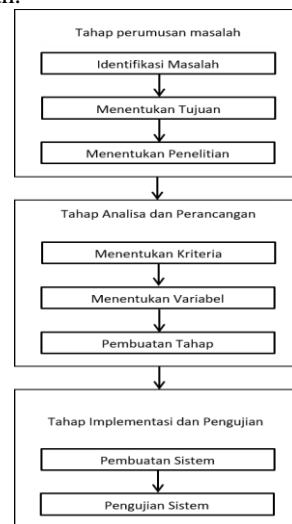 Tahap perumusan masalah
Identifikasi Masalah
Menentukan Tujuan
Menentukan Penelitian
Tahap Analisa dan Perancangan
Menentukan Kriteria
Menentukan Variabel
Pembuatan Tahap
Tahap Implementasi dan Pengujian
Pembuatan Sistem
Pengujian Sistem